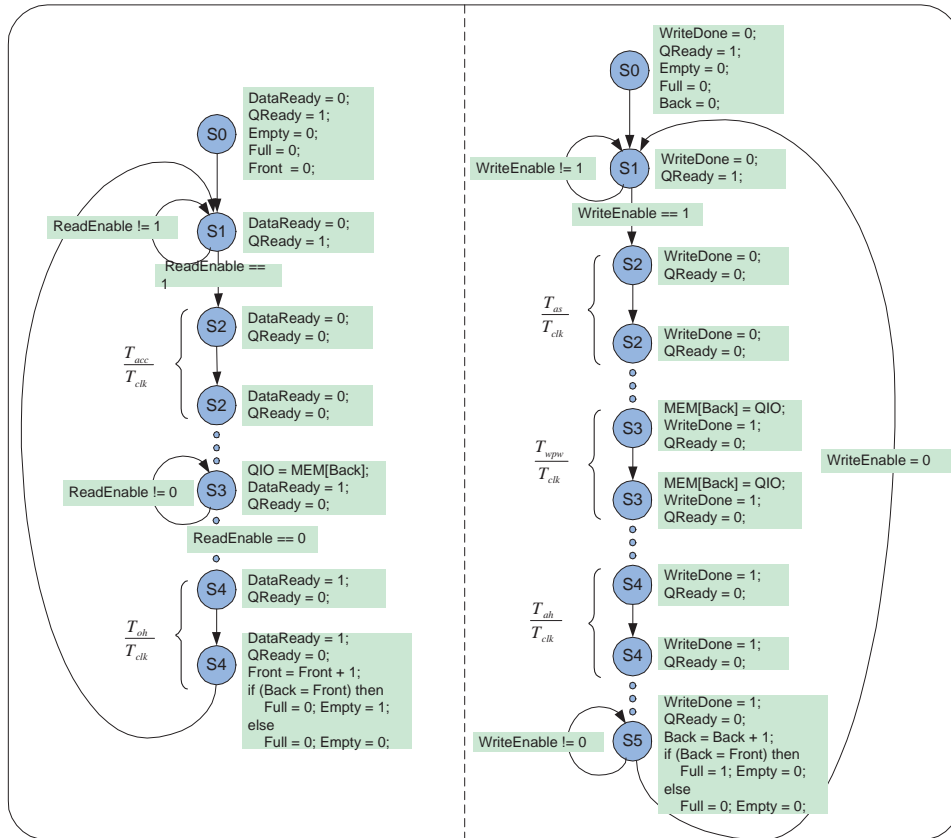 S0
DataReady = 0;
QReady = 1;
Empty = 0;
Full = 0;
Front = 0;
ReadEnable != 1
S1
DataReady = 0;
QReady = 1;
ReadEnable ==
1
S2
DataReady = 0;
QReady = 0;
T_acc
T_clk
S2
DataReady = 0;
QReady = 0;
ReadEnable != 0
S3
QIO = MEM[Back];
DataReady = 1;
QReady = 0;
ReadEnable == 0
S4
DataReady = 1;
QReady = 0;
T_oh
T_clk
S4
DataReady = 1;
QReady = 0;
Front = Front + 1;
if (Back = Front) then
Full = 0; Empty = 1;
else
Full = 0; Empty = 0;
S0
WriteDone = 0;
QReady = 1;
Empty = 0;
Full = 0;
Back = 0;
WriteEnable != 1
S1
WriteDone = 0;
QReady = 1;
WriteEnable == 1
S2
WriteDone = 0;
QReady = 0;
T_as
T_clk
S2
WriteDone = 0;
QReady = 0;
S3
MEM[Back] = QIO;
WriteDone = 1;
QReady = 0;
T_wpw
T_clk
S3
MEM[Back] = QIO;
WriteDone = 1;
QReady = 0;
WriteEnable = 0
S4
WriteDone = 1;
QReady = 0;
T_ah
T_clk
S4
WriteDone = 1;
QReady = 0;
WriteEnable != 0
S5
WriteDone = 1;
QReady = 0;
Back = Back + 1;
if (Back = Front) then
Full = 1; Empty = 0;
else
Full = 0; Empty = 0;